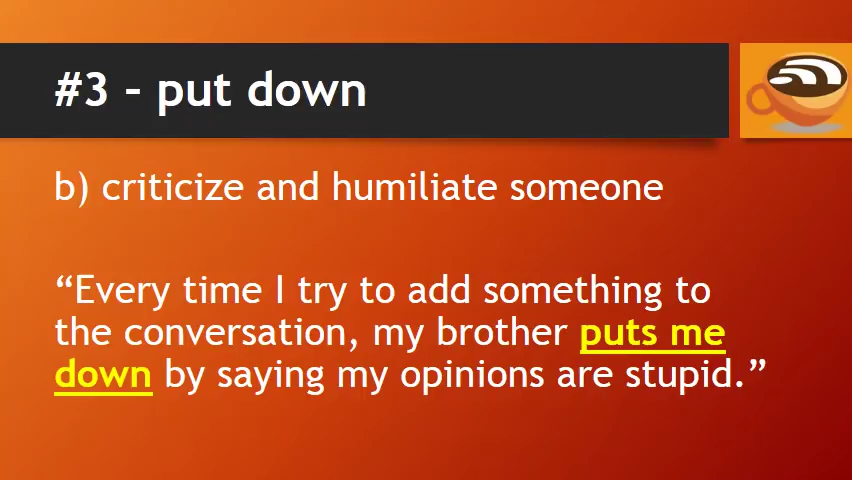 #3 – put down
b) criticize and humiliate someone
“Every time I try to add something to
the conversation, my brother puts me
down by saying my opinions are stupid.”